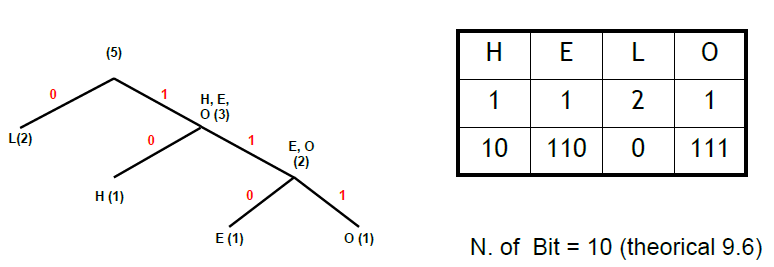 (5)
0
1
H, E,
O (3)
L(2)
0
1
E, O
(2)
H (1)
0
1
E (1)
O (1)
H E L O
1 1 2 1
10 110 0 111
N. of Bit = 10 (theorical 9.6)